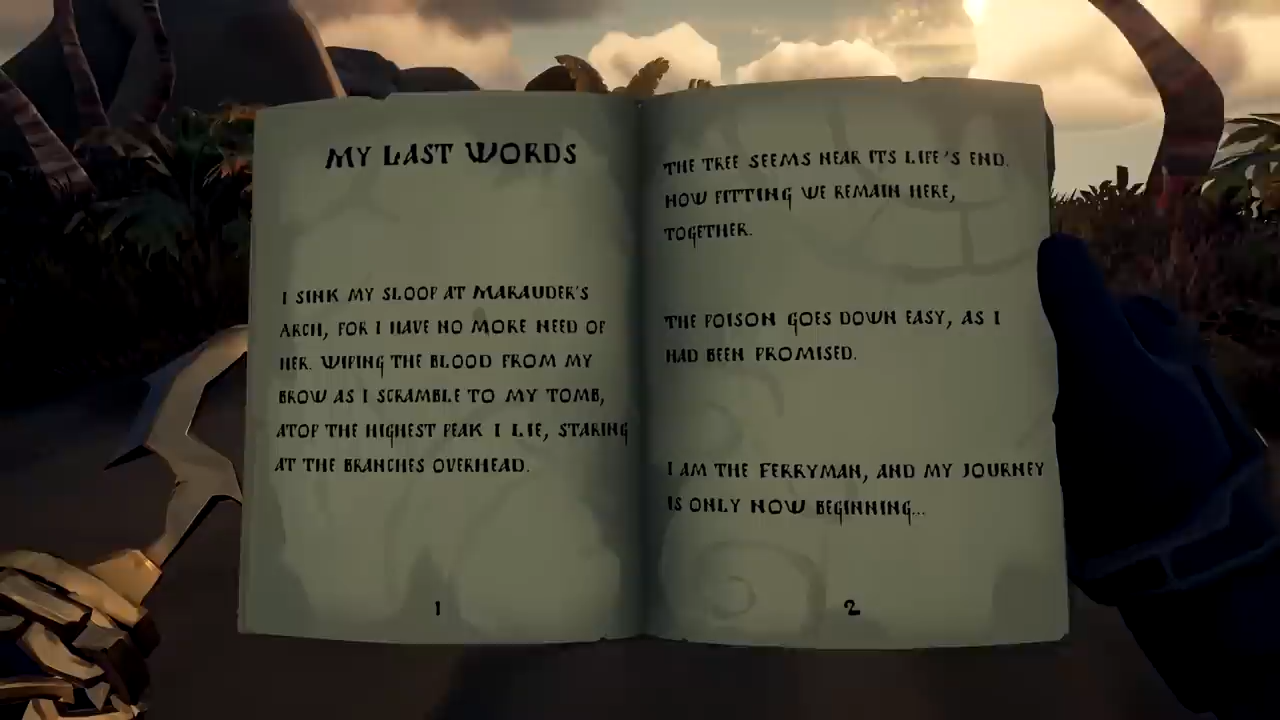 MY LAST WORDS
I SINK MY SLOOP AT MARAUDER'S
ARCH, FOR I HAVE NO MORE NEED OF
HER. WIPING THE BLOOD FROM MY
BROW AS I SCRAMBLE TO MY TOMB,
ATOP THE HIGHEST PEAK I LIE, STARING
AT THE BRANCHES OVERHEAD.
1
THE TREE SEEMS NEAR ITS LIFE'S END.
HOW FITTING WE REMAIN HERE,
TOGETHER.
THE POISON GOES DOWN EASY, AS I
HAD BEEN PROMISED.
I AM THE FERRYMAN, AND MY JOURNEY
IS ONLY NOW BEGINNING...
2